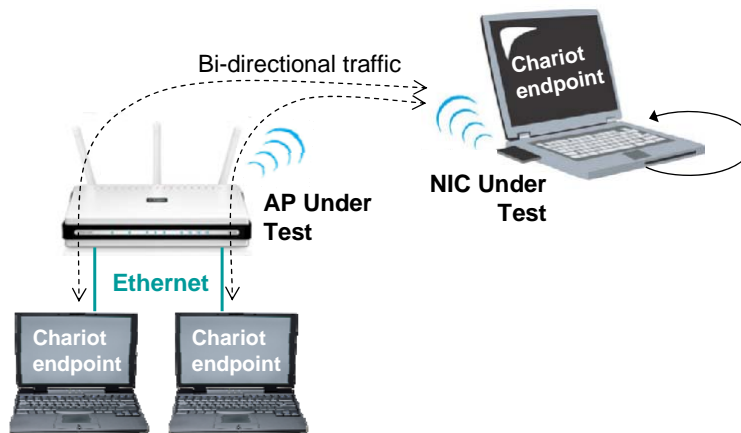 Bi-directional traffic
Chariot
endpoint
AP Under
Test
NIC Under
Test
Ethernet
Chariot
endpoint
Chariot
endpoint